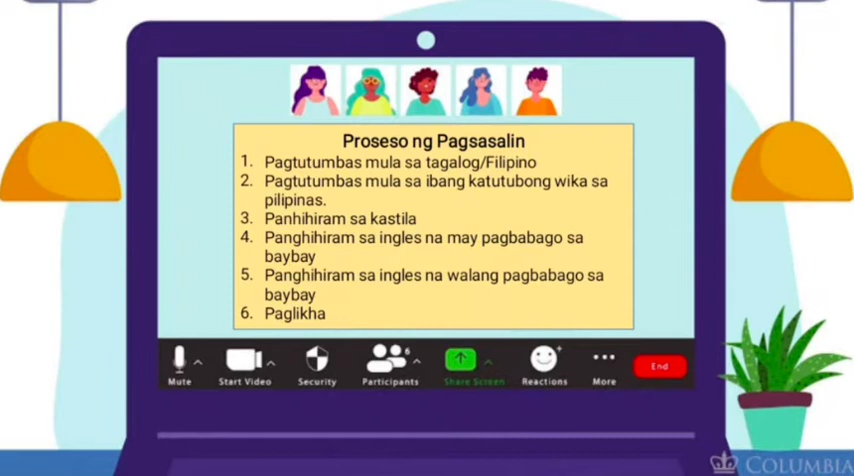 Proseso ng Pagsasalin
1. Pagtutumbas mula sa tagalog/Filipino
2. Pagtutumbas mula sa ibang katutubong wika sa
pilipinas.
3. Panhihiram sa kastila
4. Panghihiram sa ingles na may pagbabago sa
baybay
5. Panghihiram sa ingles na walang pagbabago sa
baybay
6. Paglikha
6
Mute
Start Video
Security
Participants
Share Screen
Reactions
More
End
COLUMBIA